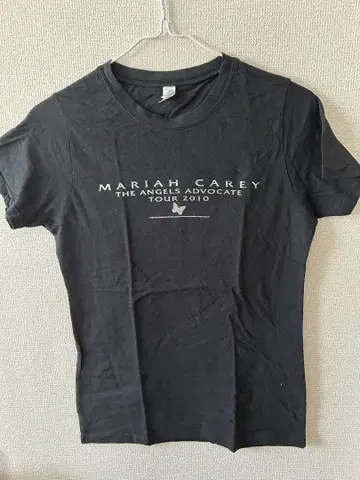 MARIAH CAREY
THE ANGELS ADVOCATE
TOUR 2010